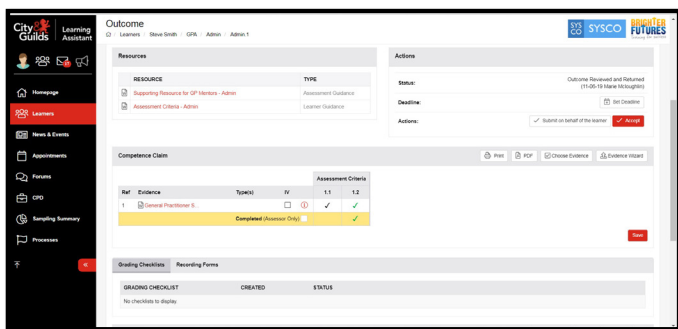 City & Guilds
Learning Assistant
Homepage
Learners
News & Events
Appointments
Forums
CPD
Sampling Summary
Processes
Outcome
Learners / Steve Smith / GPA / Admin / Admin 1
SYS CO SYSCO BRIGHTER FUTURES
Resources
RESOURCE TYPE
Supporting Resource for GP Mentors - Admin Assessment Guidance
Assessment Criteria - Admin Learner Guidance
Actions
Status: Outcome Reviewed and Returned
(11-06-19 Marie Mcloughlin)
Deadline: Set Deadline
Actions: Submit on behalf of the learner Accept
Competence Claim Print PDF Choose Evidence Evidence Wizard
Assessment Criteria
Ref Evidence Type(s) IV 1.1 1.2
1 General Practitioner S...
Completed (Assessor Only)
Save
Grading Checklists Recording Forms
GRADING CHECKLIST CREATED STATUS
No checklists to display